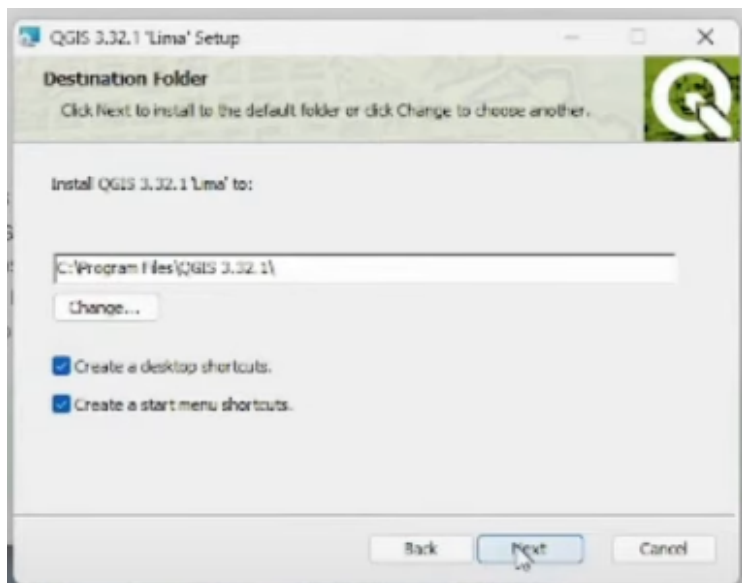 QGIS 3.32.1 'Lima' Setup
Destination Folder
Click Next to install to the default folder or click Change to choose another.
Install QGIS 3.32.1 'Lima' to:
C:\Program Files\QGIS 3.32.1\
Change...
Create a desktop shortcuts.
Create a start menu shortcuts.
Back Next Cancel